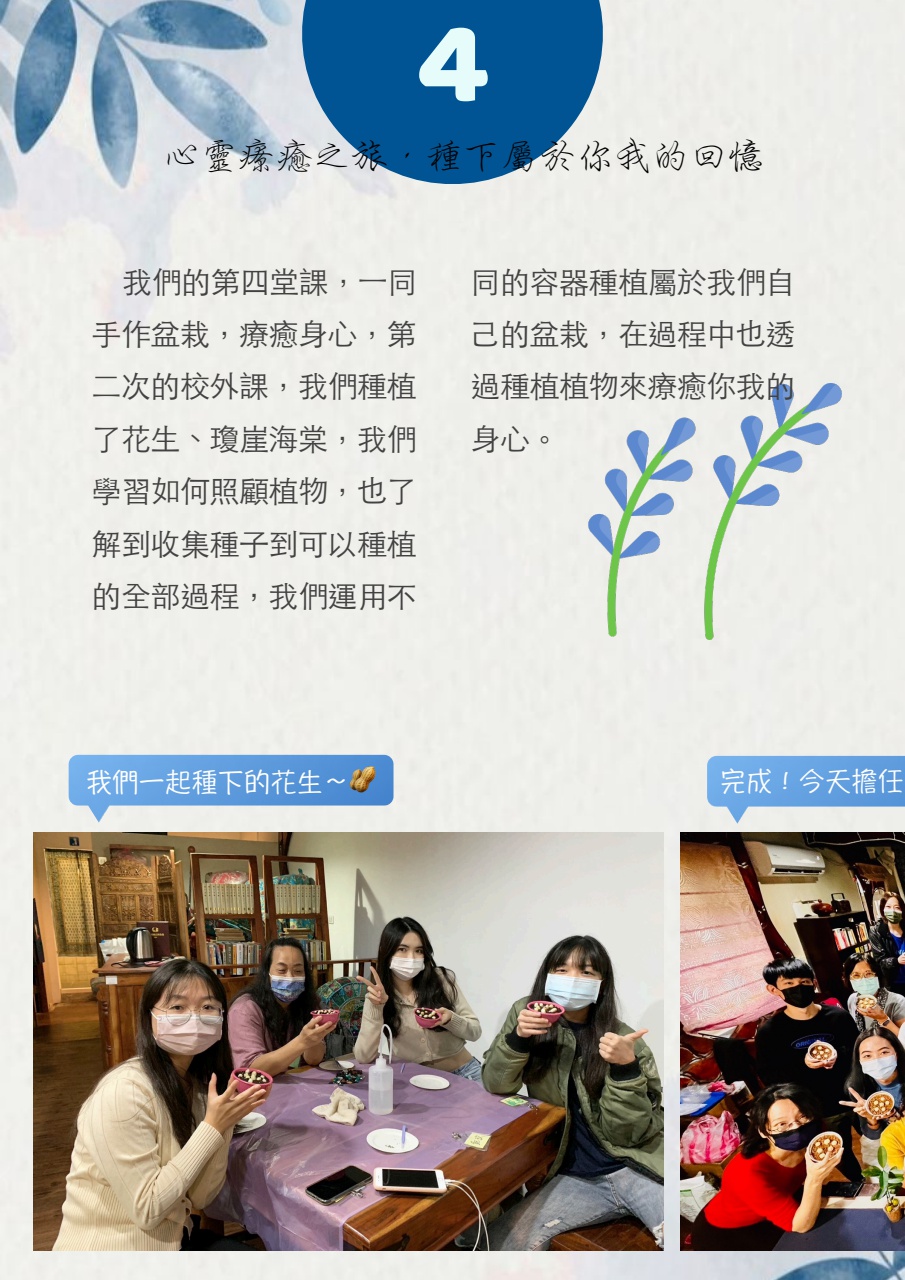 4
心靈療癒之旅，種下屬於你我的回憶
我們的第四堂課，一同
手作盆栽，療癒身心，第
二次的校外課，我們種植
了花生、瓊崖海棠，我們
學習如何照顧植物，也了
解到收集種子到可以種植
的全部過程，我們運用不
同的容器種植屬於我們自
己的盆栽，在過程中也透
過種植植物來療癒你我的
身心。
我們一起種下的花生～🥜
完成！今天擔任